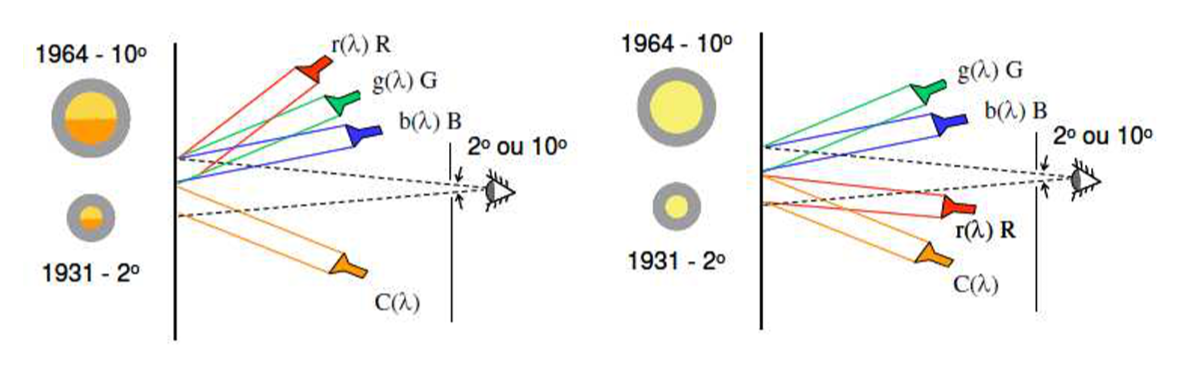 1964 - 10º
r(λ) R
g(λ) G
b(λ) B
2º ou 10º
1931 - 2º
C(λ)
1964 - 10º
g(λ) G
b(λ) B
2º ou 10º
r(λ) R
1931 - 2º
C(λ)